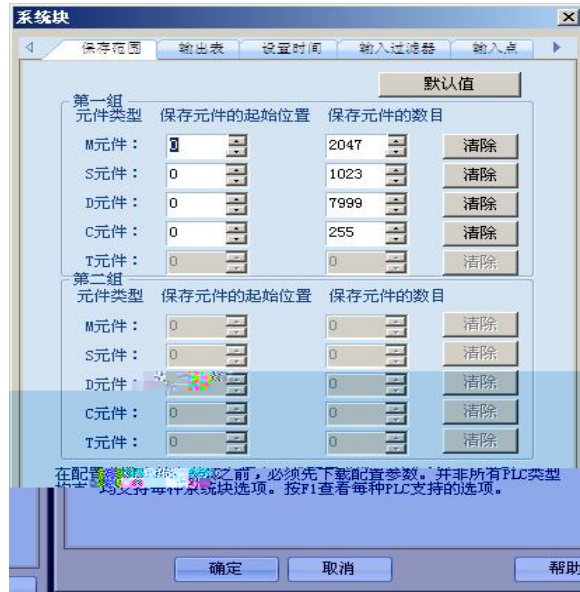 系统块
保存范围 输出表 设置时间 输入过滤器 输入点
默认值
第一组
元件类型 保存元件的起始位置 保存元件的数目
M元件： 0 2047 清除
S元件： 0 1023 清除
D元件： 0 7999 清除
C元件： 0 255 清除
T元件： 0 0 清除
第二组
元件类型 保存元件的起始位置 保存元件的数目
M元件： 0 0 清除
S元件： 0 0 清除
D元件： 0 清除
C元件： 0 0 清除
T元件： 0 0 清除
在配置 之前，必须先下载配置参数。并非所有PLC类型
均支持每种系统块选项。按F1查看每种PLC支持的选项。
确定 取消 帮助